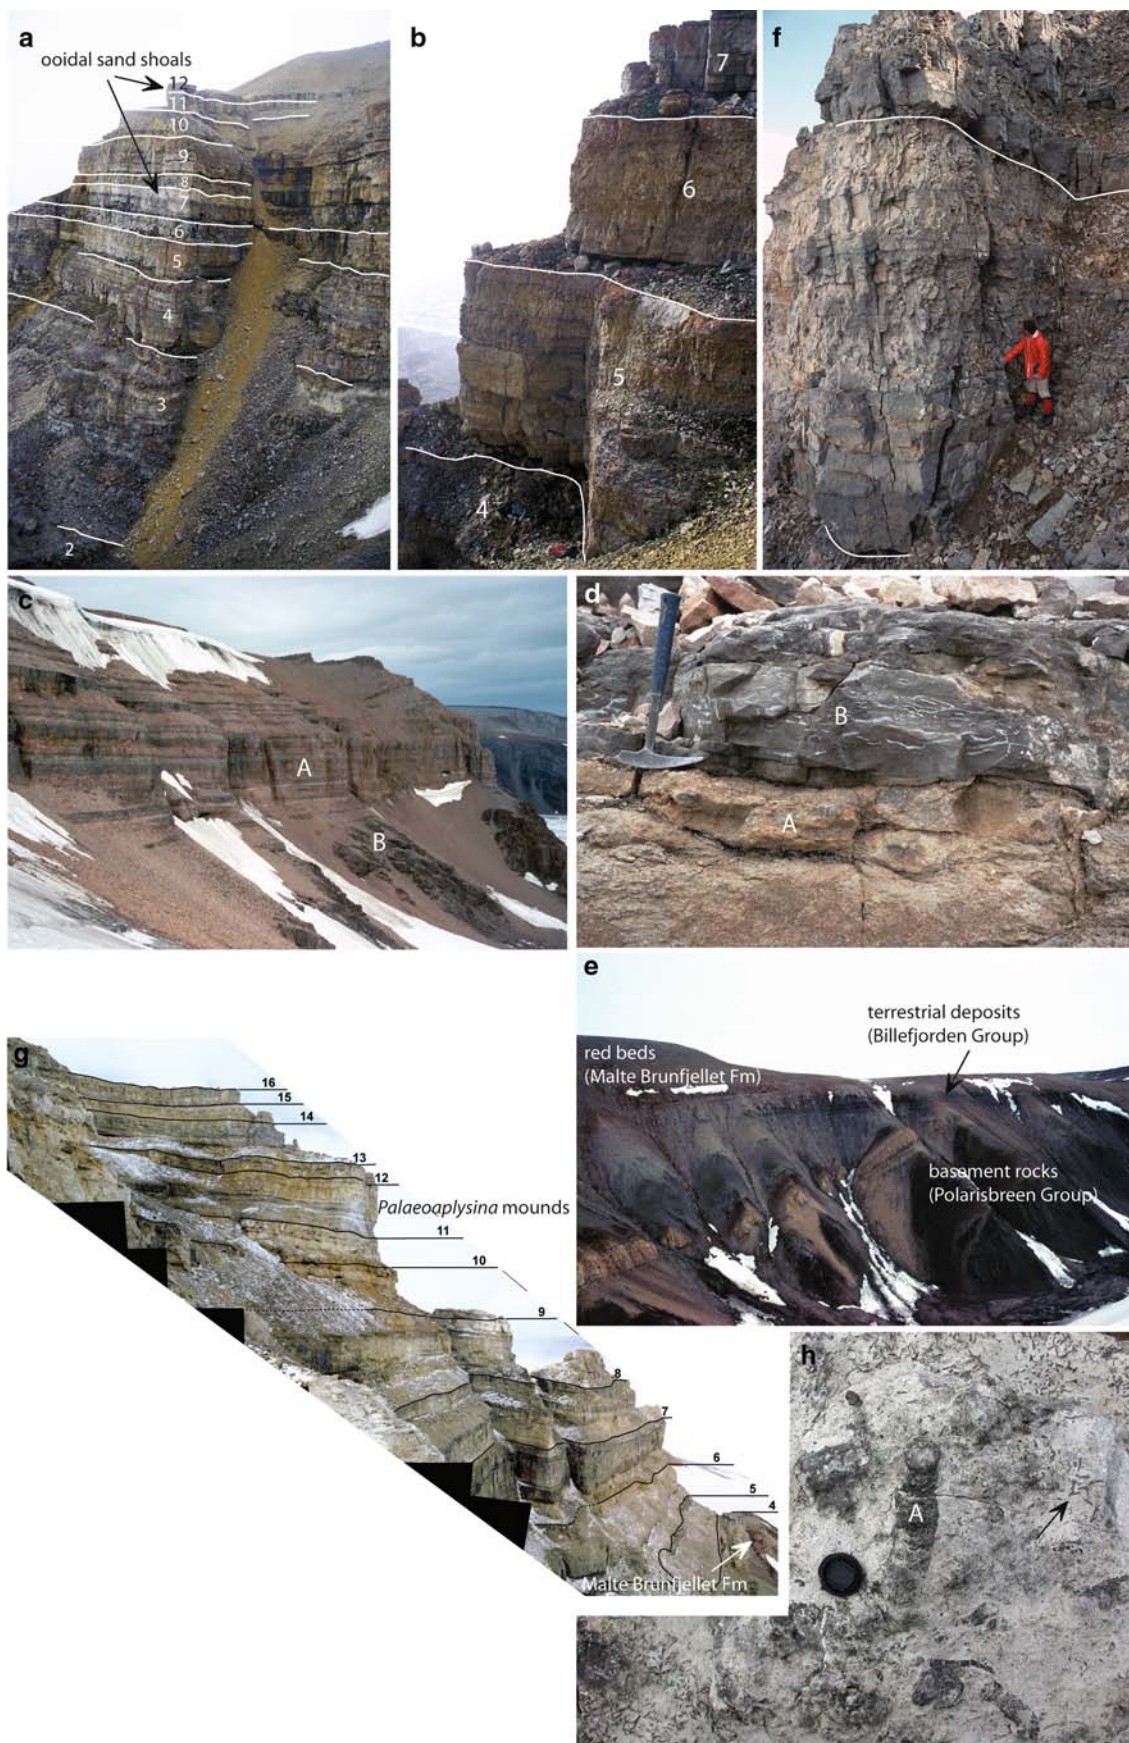 a
ooidal sand shoals
12
11
10
9
8
7
6
5
4
3
2
b
7
6
5
4
f
c
A
B
d
B
A
e
terrestrial deposits
(Billefjorden Group)
red beds
(Malte Brunfjellet Fm)
basement rocks
(Polarisbreen Group)
g
16
15
14
13
12
Palaeoaplysina mounds
11
10
9
8
7
6
5
4
Malte Brunfjellet Fm
h
A